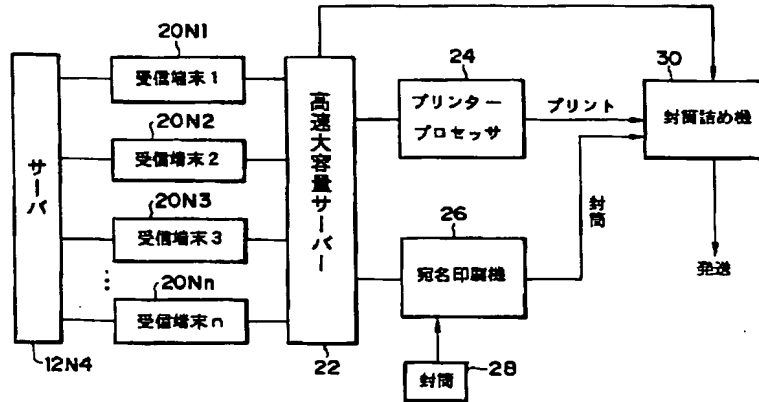 20N1
受信端末1
20N2
受信端末2
20N3
受信端末3
⋮
20Nn
受信端末n
サーバ
12N4
高速大容量サーバー
22
24
プリンター
プロセッサ
プリント
30
封筒詰め機
26
宛名印刷機
封筒
発送
封筒
28